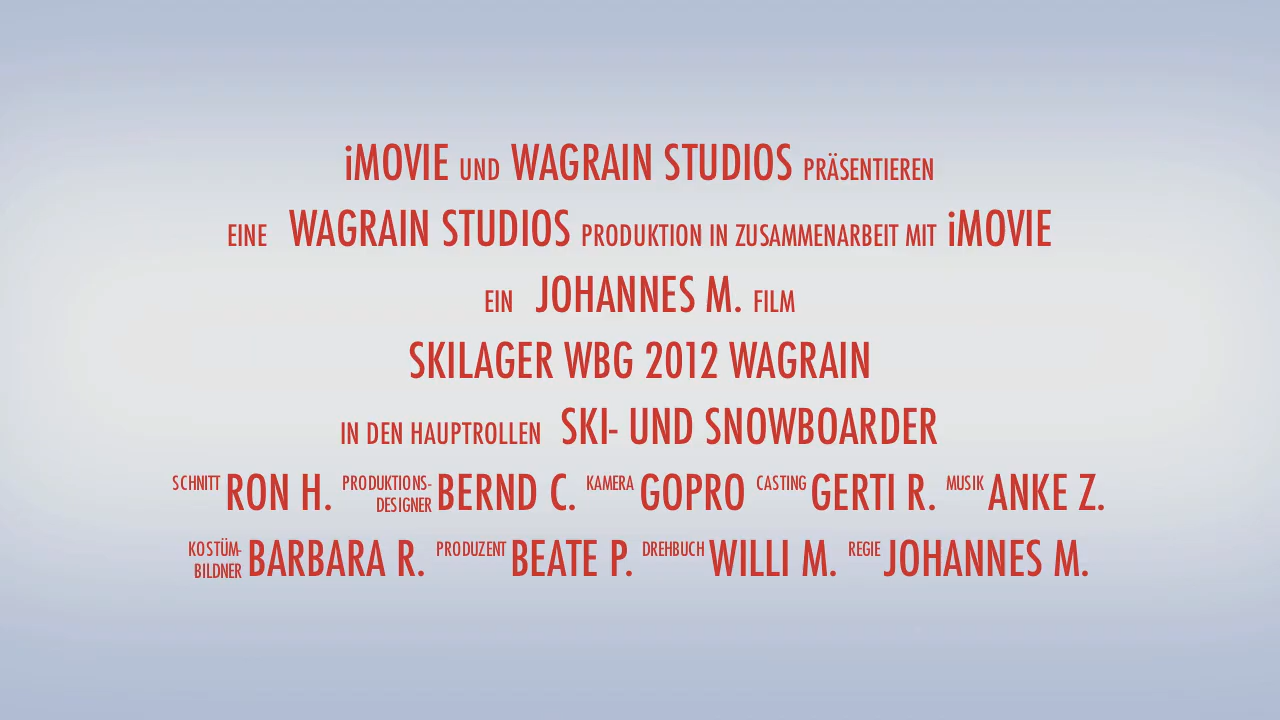 iMOVIE UND WAGRAIN STUDIOS PRÄSENTIEREN
EINE WAGRAIN STUDIOS PRODUKTION IN ZUSAMMENARBEIT MIT iMOVIE
EIN JOHANNES M. FILM
SKILAGER WBG 2012 WAGRAIN
IN DEN HAUPTROLLEN SKI- UND SNOWBOARDER
SCHNITT RON H. PRODUKTIONS-DESIGNER BERND C. KAMERA GOPRO CASTING GERTI R. MUSIK ANKE Z.
KOSTÜM-BILDNER BARBARA R. PRODUZENT BEATE P. DREHBUCH WILLI M. REGIE JOHANNES M.